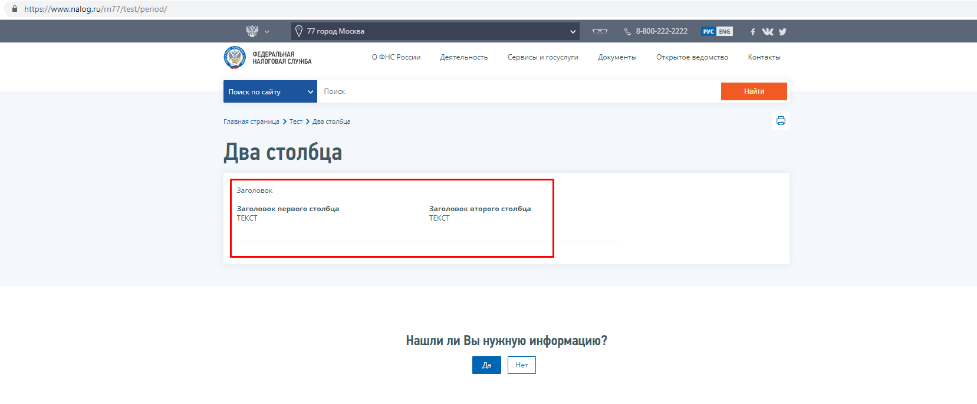 https://www.nalog.ru/rn77/test/period/
77 город Москва
8-800-222-2222
РУС ENG
ФЕДЕРАЛЬНАЯ
НАЛОГОВАЯ СЛУЖБА
О ФНС России Деятельность Сервисы и госуслуги Документы Открытое ведомство Контакты
Поиск по сайту Поиск Найти
Главная страница > Тест > Два столбца
Два столбца
Заголовок
Заголовок первого столбца Заголовок второго столбца
ТЕКСТ ТЕКСТ
Нашли ли Вы нужную информацию?
Да Нет